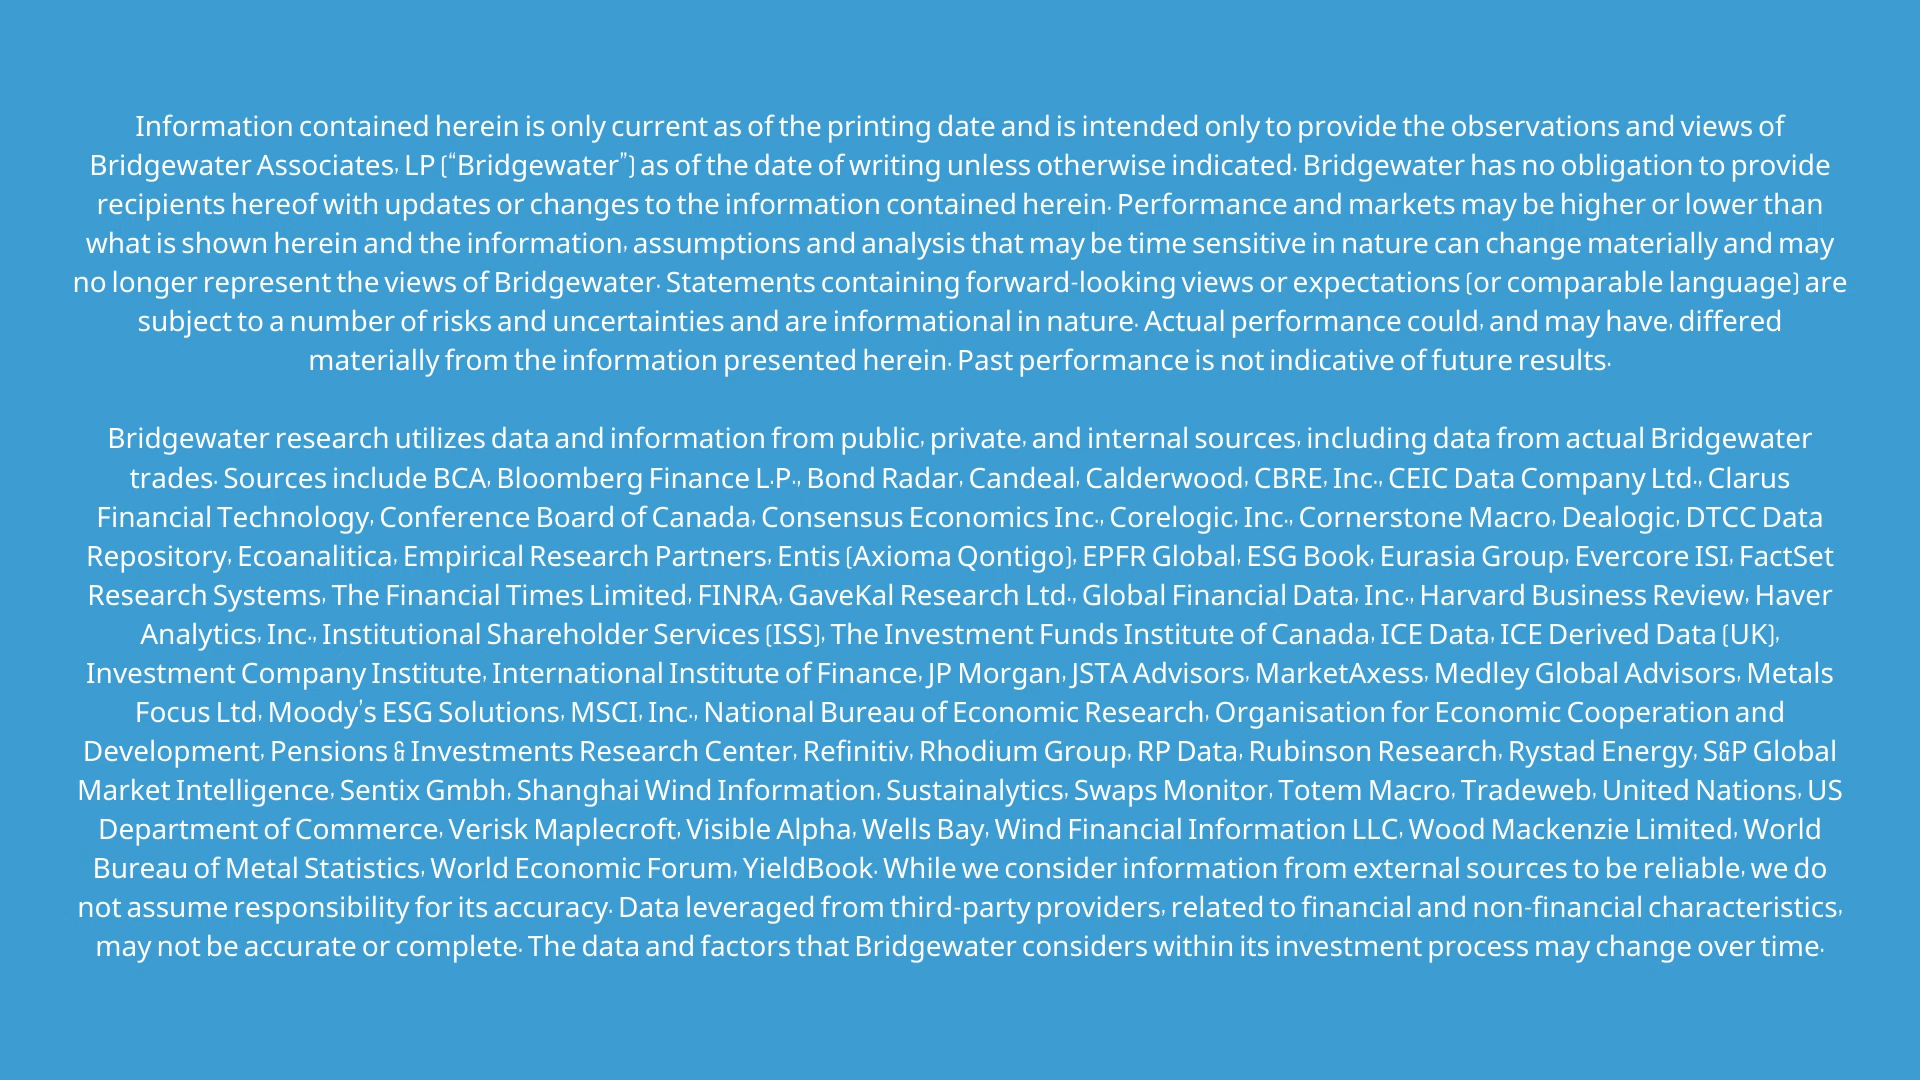 Information contained herein is only current as of the printing date and is intended only to provide the observations and views of
Bridgewater Associates, LP (“Bridgewater”) as of the date of writing unless otherwise indicated. Bridgewater has no obligation to provide
recipients hereof with updates or changes to the information contained herein. Performance and markets may be higher or lower than
what is shown herein and the information, assumptions and analysis that may be time sensitive in nature can change materially and may
no longer represent the views of Bridgewater. Statements containing forward-looking views or expectations (or comparable language) are
subject to a number of risks and uncertainties and are informational in nature. Actual performance could, and may have, differed
materially from the information presented herein. Past performance is not indicative of future results.
Bridgewater research utilizes data and information from public, private, and internal sources, including data from actual Bridgewater
trades. Sources include BCA, Bloomberg Finance L.P., Bond Radar, Candeal, Calderwood, CBRE, Inc., CEIC Data Company Ltd., Clarus
Financial Technology, Conference Board of Canada, Consensus Economics Inc., Corelogic, Inc., Cornerstone Macro, Dealogic, DTCC Data
Repository, Ecoanalitica, Empirical Research Partners, Entis (Axioma Qontigo), EPFR Global, ESG Book, Eurasia Group, Evercore ISI, FactSet
Research Systems, The Financial Times Limited, FINRA, GaveKal Research Ltd., Global Financial Data, Inc., Harvard Business Review, Haver
Analytics, Inc., Institutional Shareholder Services (ISS), The Investment Funds Institute of Canada, ICE Data, ICE Derived Data (UK),
Investment Company Institute, International Institute of Finance, JP Morgan, JSTA Advisors, MarketAxess, Medley Global Advisors, Metals
Focus Ltd, Moody’s ESG Solutions, MSCI, Inc., National Bureau of Economic Research, Organisation for Economic Cooperation and
Development, Pensions & Investments Research Center, Refinitiv, Rhodium Group, RP Data, Rubinson Research, Rystad Energy, S&P Global
Market Intelligence, Sentix Gmbh, Shanghai Wind Information, Sustainalytics, Swaps Monitor, Totem Macro, Tradeweb, United Nations, US
Department of Commerce, Verisk Maplecroft, Visible Alpha, Wells Bay, Wind Financial Information LLC, Wood Mackenzie Limited, World
Bureau of Metal Statistics, World Economic Forum, YieldBook. While we consider information from external sources to be reliable, we do
not assume responsibility for its accuracy. Data leveraged from third-party providers, related to financial and non-financial characteristics,
may not be accurate or complete. The data and factors that Bridgewater considers within its investment process may change over time.